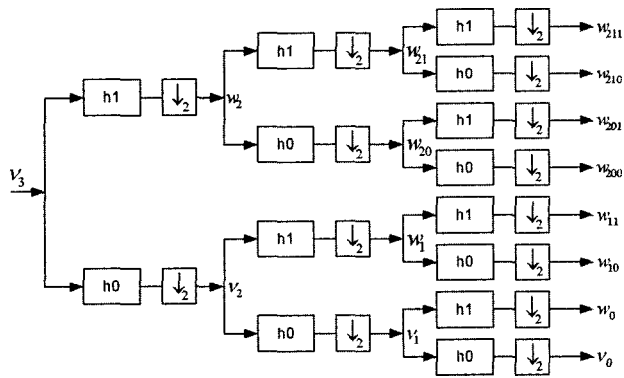 h1 ↓2 w211
h1 ↓2 w21
h0 ↓2 w210
h1 ↓2 w2
h1 ↓2 w201
h0 ↓2 w20
h0 ↓2 w200
v3
h1 ↓2 w11
h1 ↓2 w1
h0 ↓2 w10
h0 ↓2 v2
h1 ↓2 w0
h0 ↓2 v1
h0 ↓2 v0